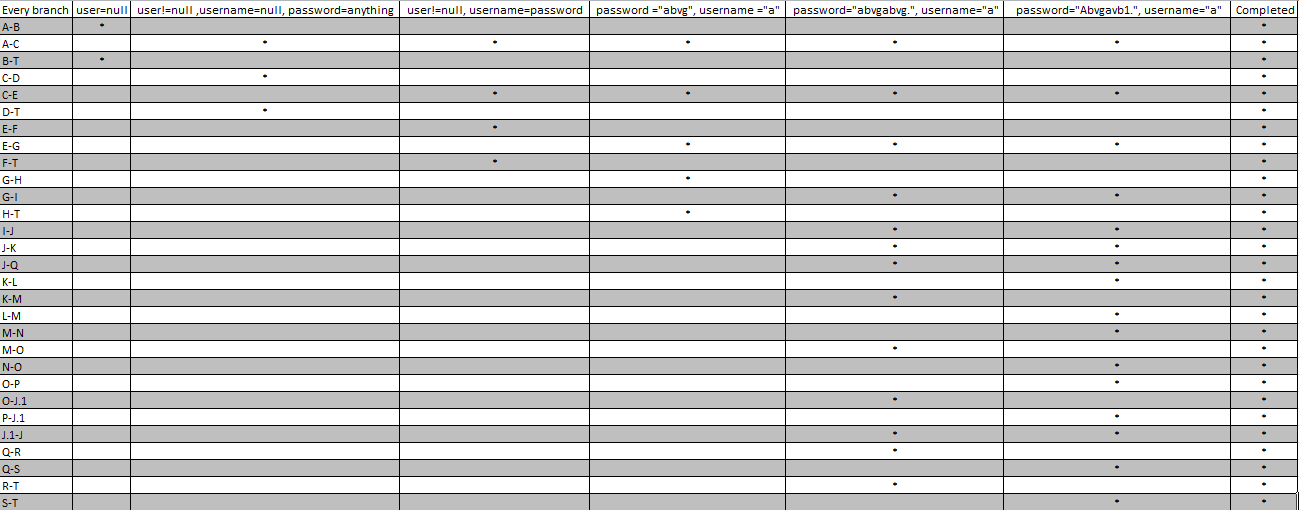 Every branch user=null user!=null ,username=null, password=anything user!=null, username=password password ="abvg", username ="a" password="abvgabvg.", username="a" password="Abvgavb1.", username="a" Completed
A-B * *
A-C * * * * * *
B-T * *
C-D * *
C-E * * * * *
D-T * *
E-F * *
E-G * * * *
F-T * *
G-H * *
G-I * * *
H-T * *
I-J * * *
J-K * * *
J-Q * * *
K-L * *
K-M * *
L-M * *
M-N * *
M-O * *
N-O * *
O-P * *
O-J.1 * *
P-J.1 * *
J.1-J * * *
Q-R * *
Q-S * *
R-T * *
S-T * *